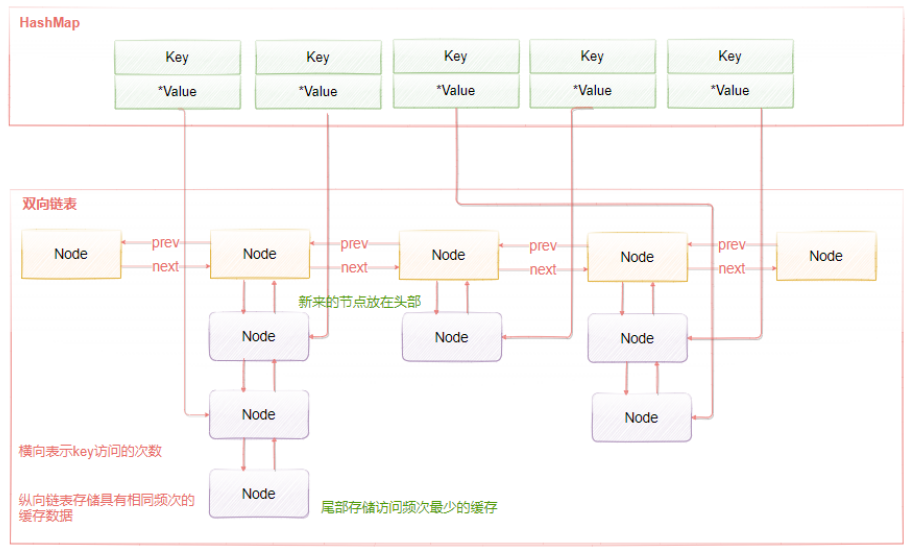 HashMap
Key
Key
Key
Key
Key
*Value
*Value
*Value
*Value
*Value
双向链表
Node
prev
next
Node
prev
next
Node
prev
next
Node
prev
next
Node
新来的节点放在头部
Node
Node
Node
Node
Node
横向表示key访问的次数
纵向链表存储具有相同频次的
缓存数据
Node
尾部存储访问频次最少的缓存